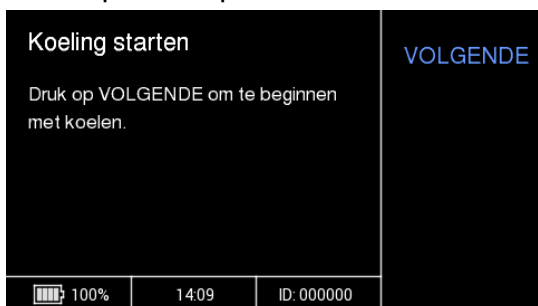 Koeling starten
VOLGENDE
Druk op VOLGENDE om te beginnen
met koelen.
100%
14:09
ID: 000000